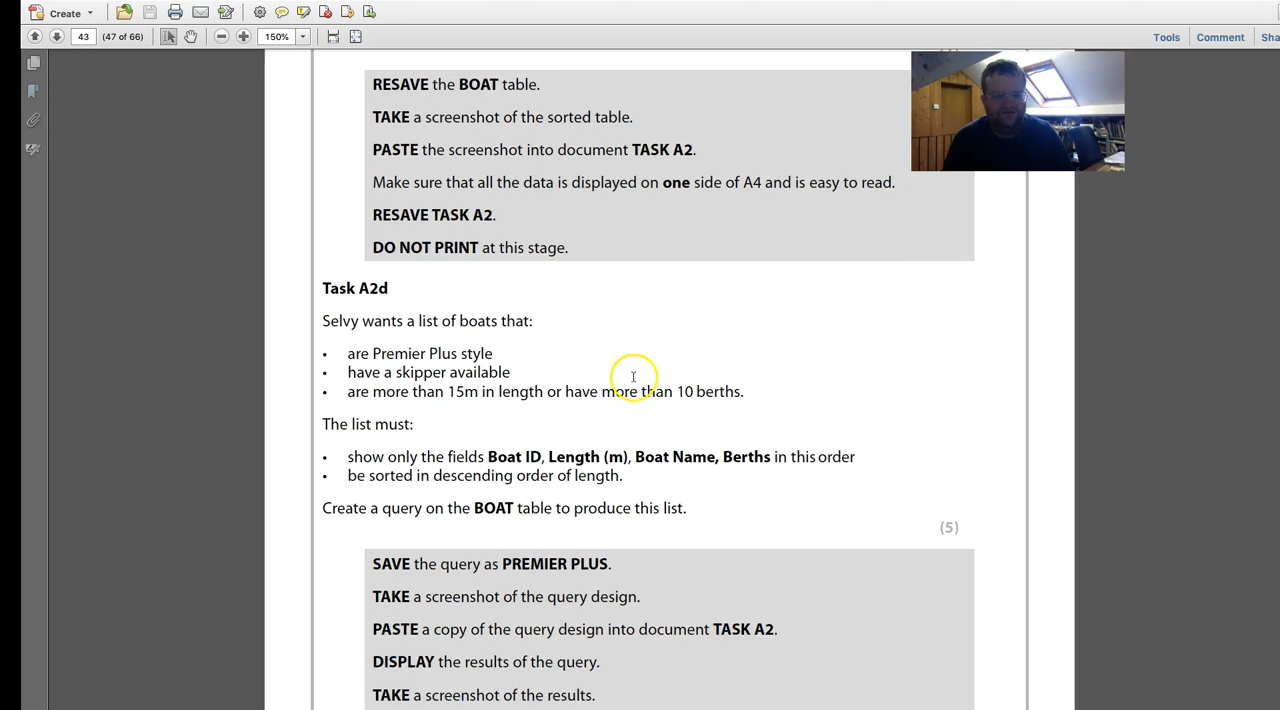 Create
43 (47 of 66) 150% Tools Comment Sha
RESAVE the BOAT table.
TAKE a screenshot of the sorted table.
PASTE the screenshot into document TASK A2.
Make sure that all the data is displayed on one side of A4 and is easy to read.
RESAVE TASK A2.
DO NOT PRINT at this stage.
Task A2d
Selvy wants a list of boats that:
• are Premier Plus style
• have a skipper available
• are more than 15m in length or have more than 10 berths.
The list must:
• show only the fields Boat ID, Length (m), Boat Name, Berths in this order
• be sorted in descending order of length.
Create a query on the BOAT table to produce this list.
(5)
SAVE the query as PREMIER PLUS.
TAKE a screenshot of the query design.
PASTE a copy of the query design into document TASK A2.
DISPLAY the results of the query.
TAKE a screenshot of the results.